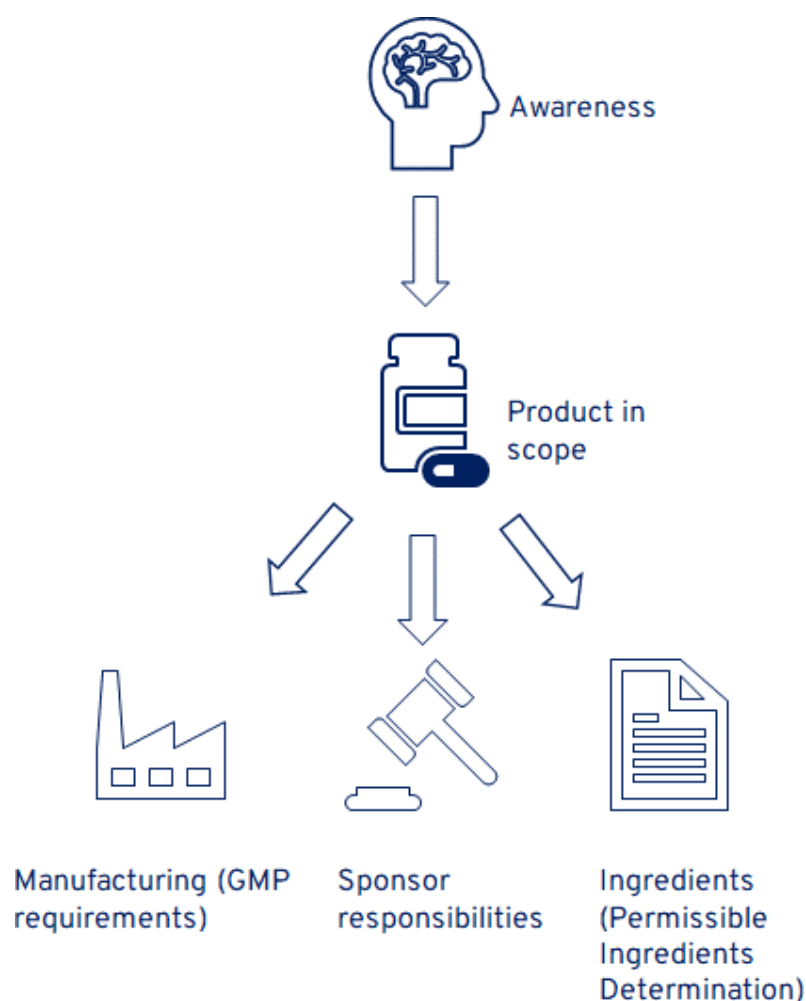 Awareness
Product in
scope
Manufacturing (GMP
requirements)
Sponsor
responsibilities
Ingredients
(Permissible
Ingredients
Determination)